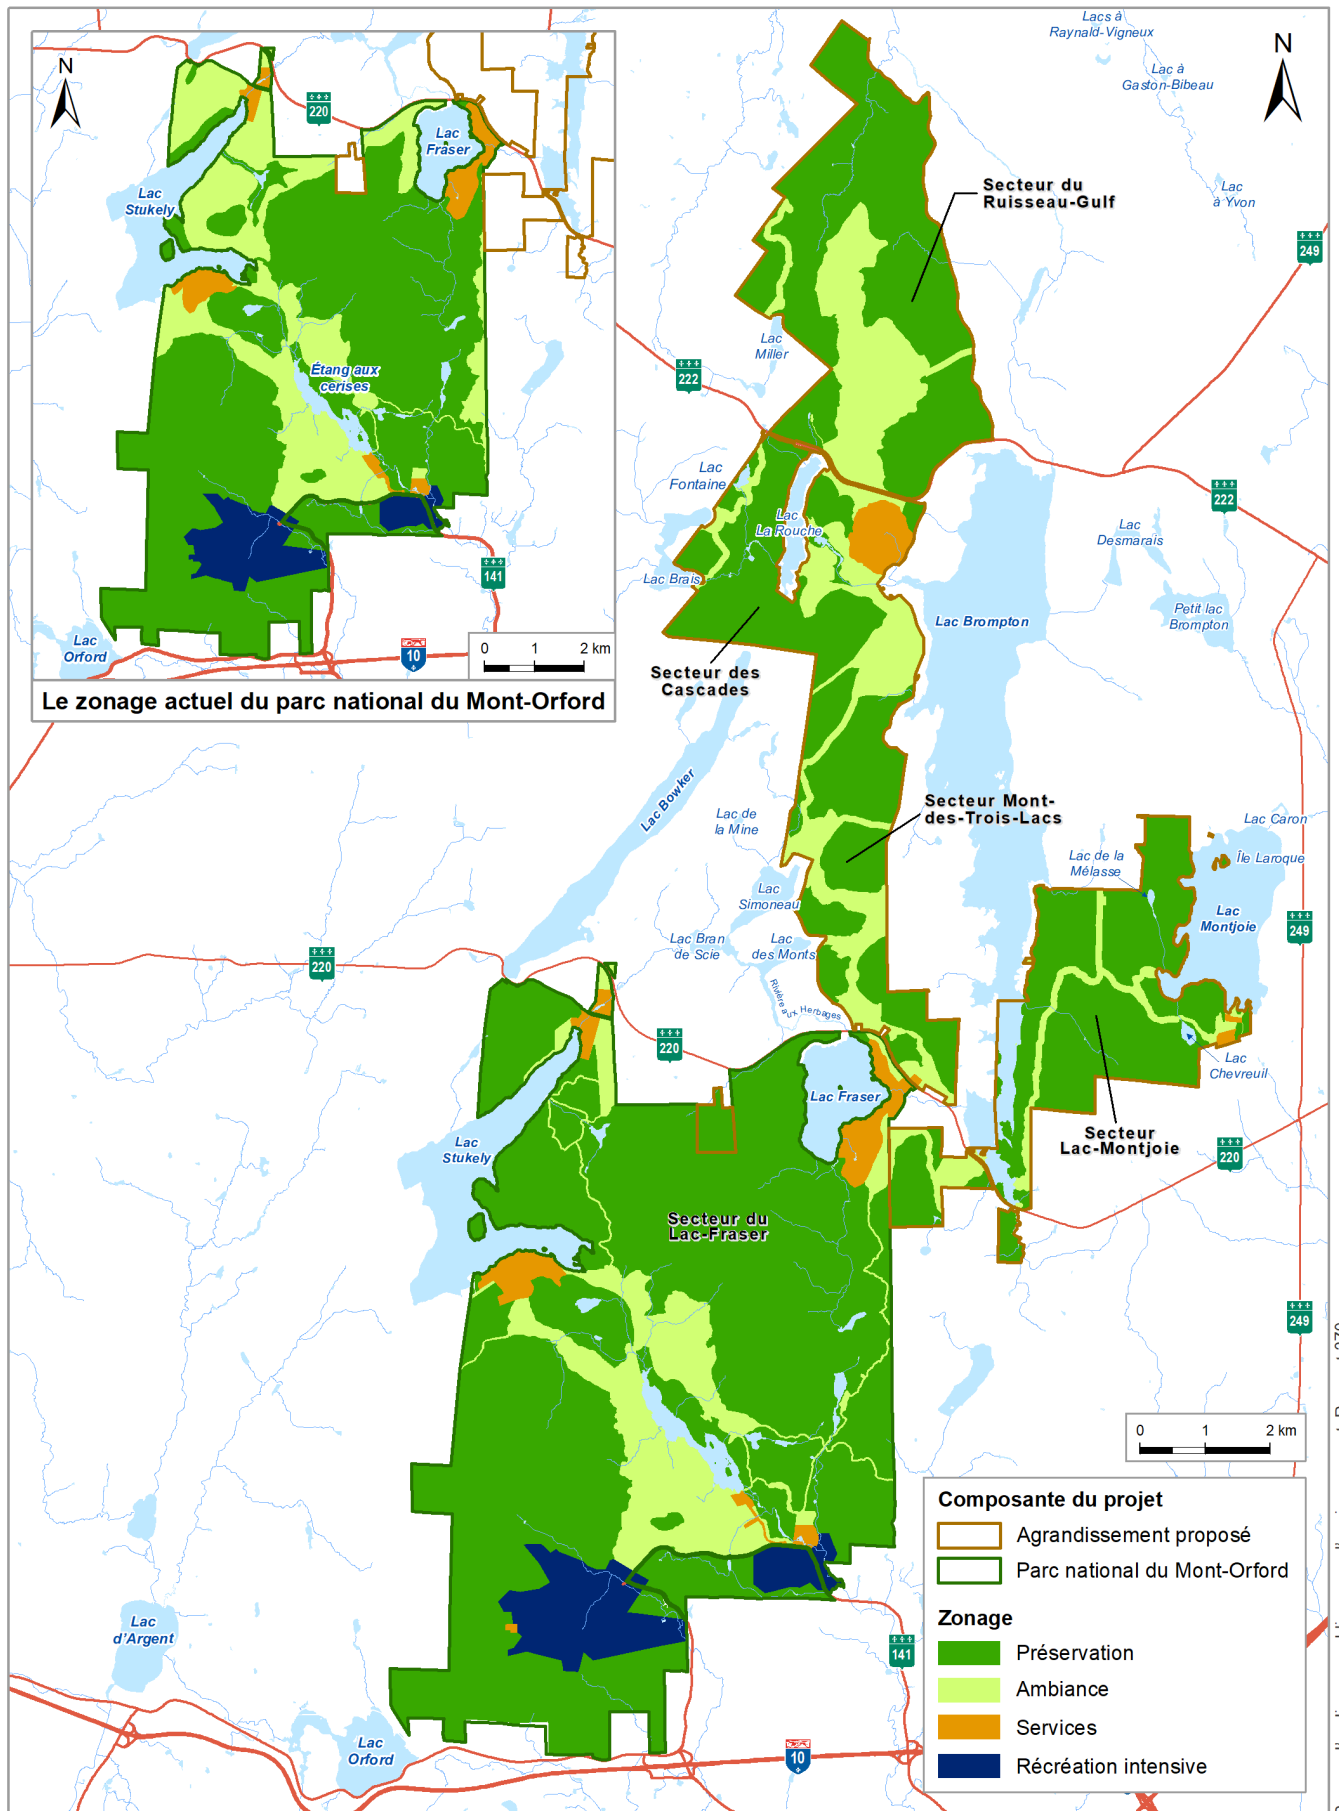 N
220
Lac
Fraser
Lac
Stukely
Étang aux
cerises
141
Lac
Orford
10
0 1 2 km
Le zonage actuel du parc national du Mont-Orford
Lacs à
Raynald-Vigneux
N
Lac à
Gaston-Bibeau
Secteur du
Ruisseau-Gulf
Lac
à Yvon
249
Lac
Miller
222
Lac
Fontaine
Lac
La Rouche
222
Lac
Desmarais
Lac Brais
Petit lac
Brompton
Lac Brompton
Secteur des
Cascades
Lac Bowker
Lac de
la Mine
Secteur Mont-
des-Trois-Lacs
Lac Caron
Lac de la
Mélasse
Île Laroque
Lac
Simoneau
Lac
Montjoie
249
Lac Bran
de Scie
Lac
des Monts
220
Rivière aux Herbages
220
Lac
Chevreuil
Lac Fraser
Secteur
Lac-Montjoie
220
Lac
Stukely
Secteur du
Lac-Fraser
249
0 1 2 km
Composante du projet
Agrandissement proposé
Parc national du Mont-Orford
Zonage
Préservation
Ambiance
Services
Récréation intensive
Lac
d'Argent
141
Lac
Orford
10